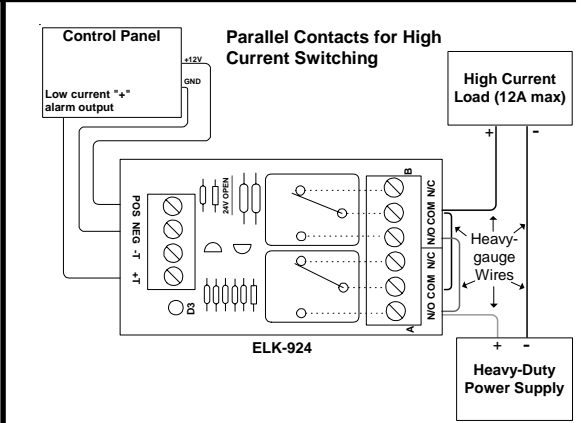 Control Panel
+12V
GND
Low current "+"
alarm output
Parallel Contacts for High
Current Switching
High Current
Load (12A max)
+ -
POS NEG -T +T
24V OPEN
D3
B
N/O COM N/C
N/O COM N/C
A
Heavy-
gauge
Wires
ELK-924
+ -
Heavy-Duty
Power Supply